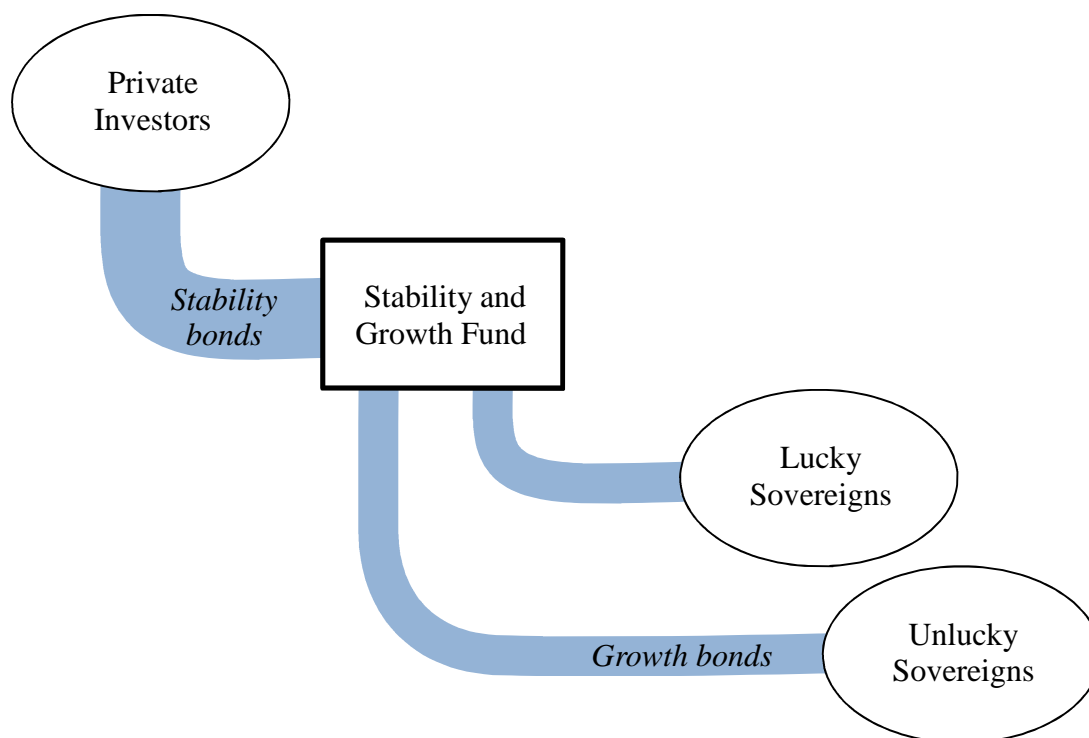 Private
Investors
Stability
bonds
Stability and
Growth Fund
Lucky
Sovereigns
Growth bonds
Unlucky
Sovereigns